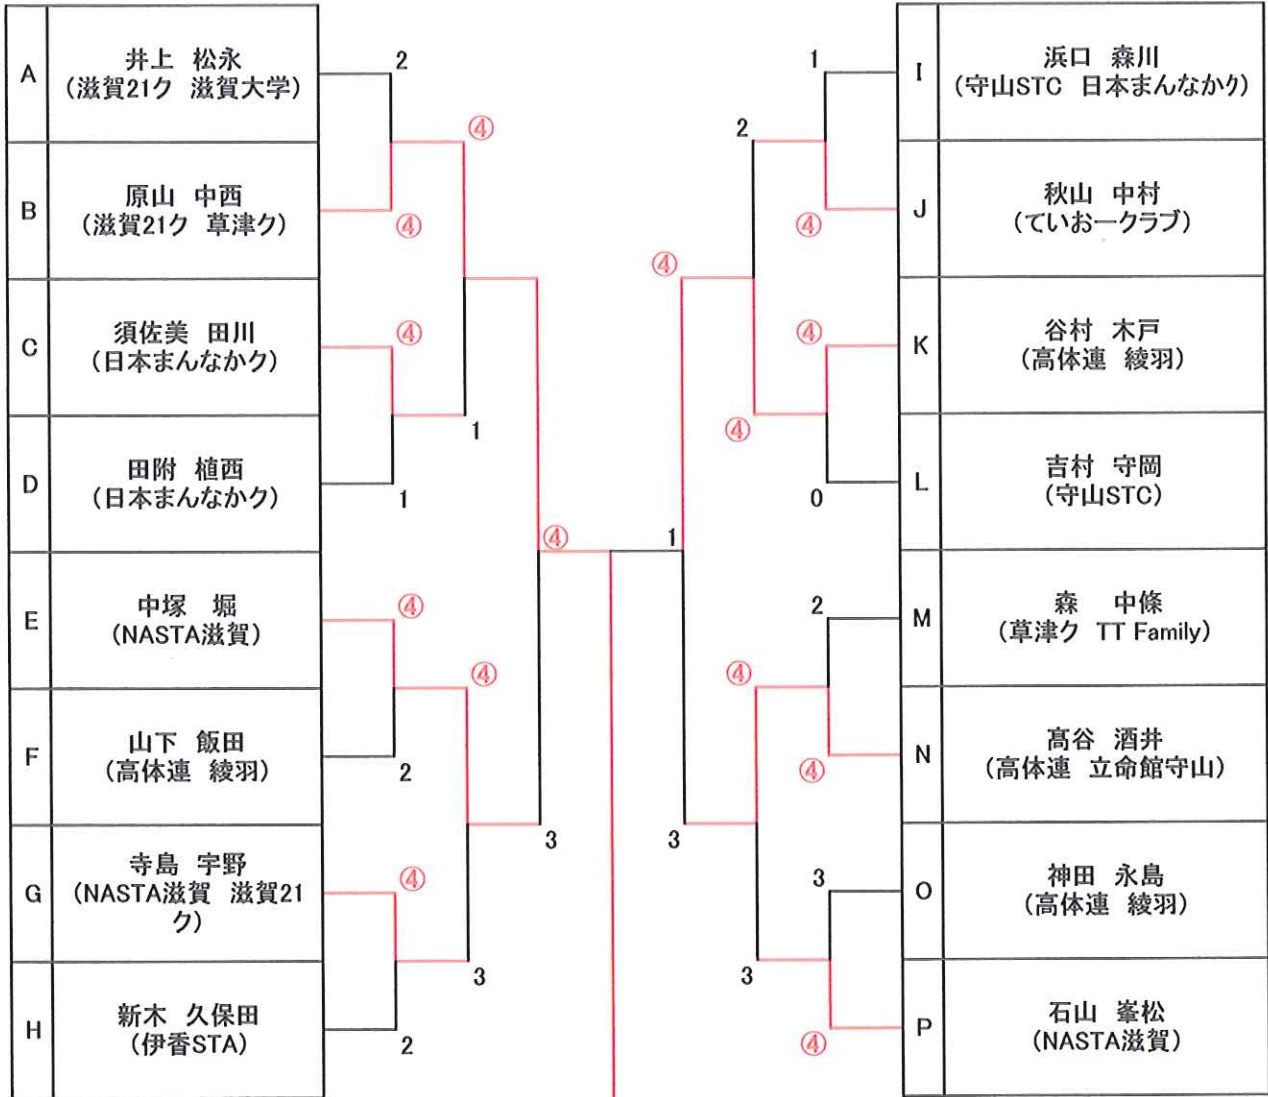 A
井上 松永
(滋賀21ク 滋賀大学)
2
④
B
原山 中西
(滋賀21ク 草津ク)
④
C
須佐美 田川
(日本まんなかク)
④
1
D
田附 植西
(日本まんなかク)
1
④
E
中塚 堀
(NASTA滋賀)
④
④
F
山下 飯田
(高体連 綾羽)
2
3
G
寺島 宇野
(NASTA滋賀 滋賀21
ク)
④
3
H
新木 久保田
(伊香STA)
2
1
I
浜口 森川
(守山STC 日本まんなかク)
2
④
J
秋山 中村
(ていおークラブ)
④
④
K
谷村 木戸
(高体連 綾羽)
④
0
L
吉村 守岡
(守山STC)
1
2
M
森 中條
(草津ク TT Family)
④
④
N
髙谷 酒井
(高体連 立命館守山)
3
3
O
神田 永島
(高体連 綾羽)
3
④
P
石山 峯松
(NASTA滋賀)